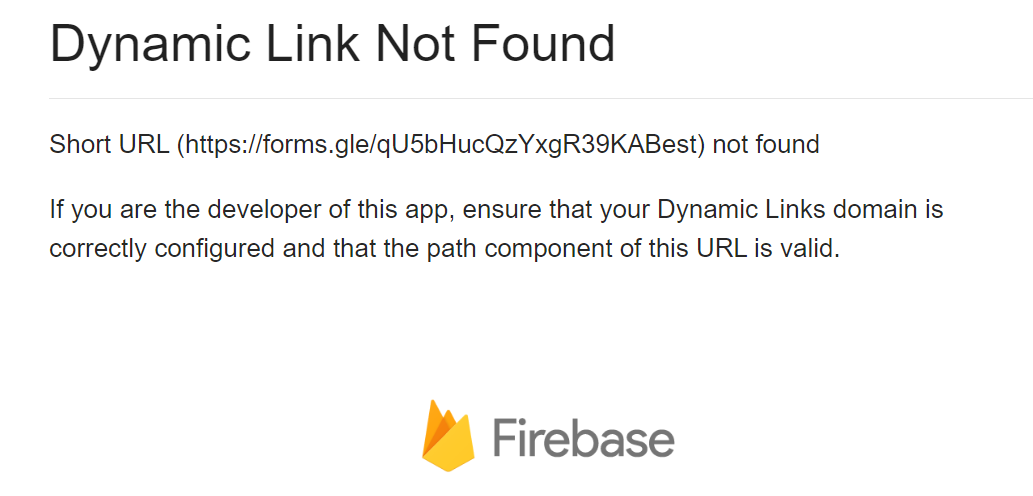 Dynamic Link Not Found
Short URL (https://forms.gle/qU5bHucQzYxgR39KABest) not found
If you are the developer of this app, ensure that your Dynamic Links domain is
correctly configured and that the path component of this URL is valid.
Firebase